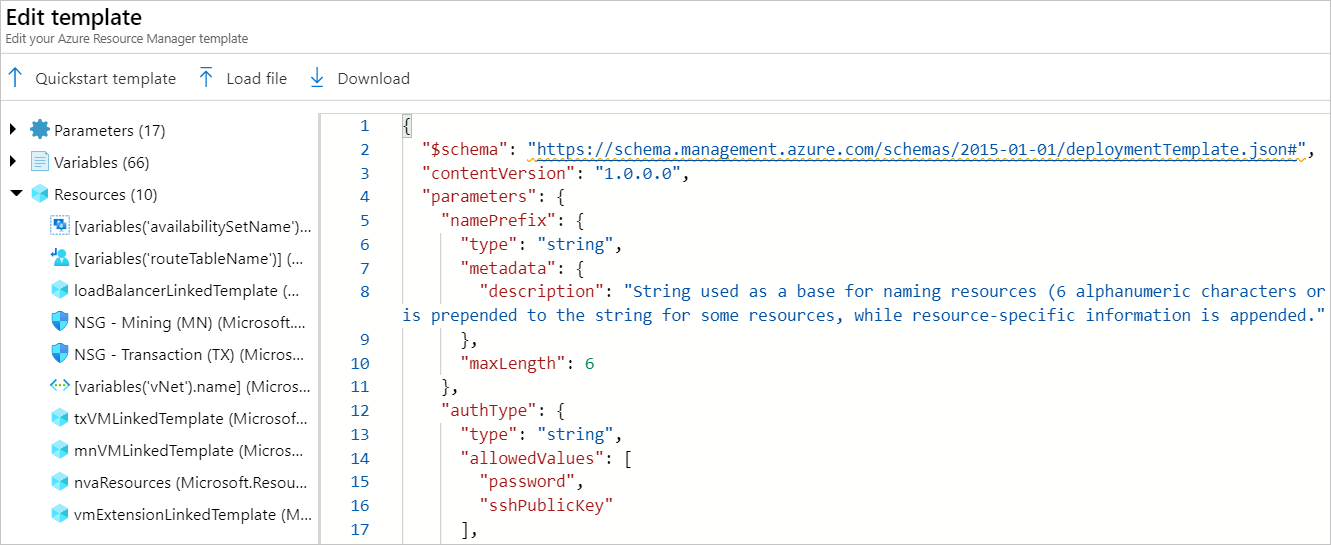 Edit template
Edit your Azure Resource Manager template
Quickstart template
Load file
Download
Parameters (17)
Variables (66)
Resources (10)
[variables('availabilitySetName')...
[variables('routeTableName')] (...
loadBalancerLinkedTemplate (...
NSG - Mining (MN) (Microsoft....
NSG - Transaction (TX) (Micros...
[variables('vNet').name] (Micros...
txVMLinkedTemplate (Microsof...
mnVMLinkedTemplate (Micros...
nvaResources (Microsoft.Resou...
vmExtensionLinkedTemplate (M...
1 {
2 "$schema": "https://schema.management.azure.com/schemas/2015-01-01/deploymentTemplate.json#",
3 "contentVersion": "1.0.0.0",
4 "parameters": {
5 "namePrefix": {
6 "type": "string",
7 "metadata": {
8 "description": "String used as a base for naming resources (6 alphanumeric characters or
is prepended to the string for some resources, while resource-specific information is appended."
9 },
10 "maxLength": 6
11 },
12 "authType": {
13 "type": "string",
14 "allowedValues": [
15 "password",
16 "sshPublicKey"
17 ],